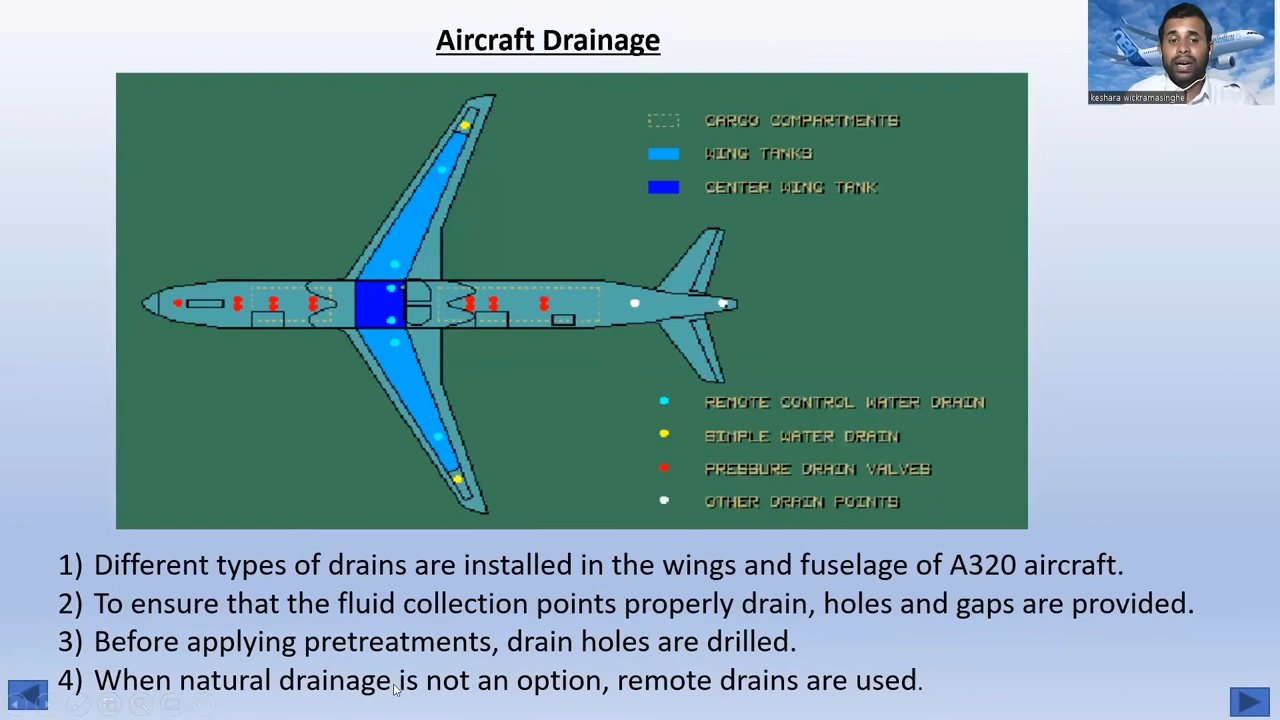 Aircraft Drainage
keshara wickramasinghe
CARGO COMPARTMENTS
WING TANKS
CENTER WING TANK
REMOTE CONTROL WATER DRAIN
SIMPLE WATER DRAIN
PRESSURE DRAIN VALVES
OTHER DRAIN POINTS
1) Different types of drains are installed in the wings and fuselage of A320 aircraft.
2) To ensure that the fluid collection points properly drain, holes and gaps are provided.
3) Before applying pretreatments, drain holes are drilled.
4) When natural drainage is not an option, remote drains are used.